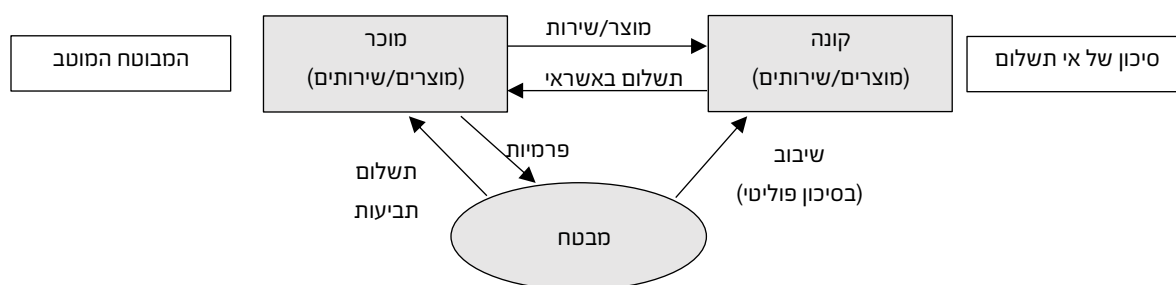 סיכון של אי תשלום
קונה
(מוצרים/שירותים)
מוצר/שירות
תשלום באשראי
מוכר
(מוצרים/שירותים)
המבוטח המוטב
שיבוב
(בסיכון פוליטי)
פרמיות
תשלום
תביעות
מבטח